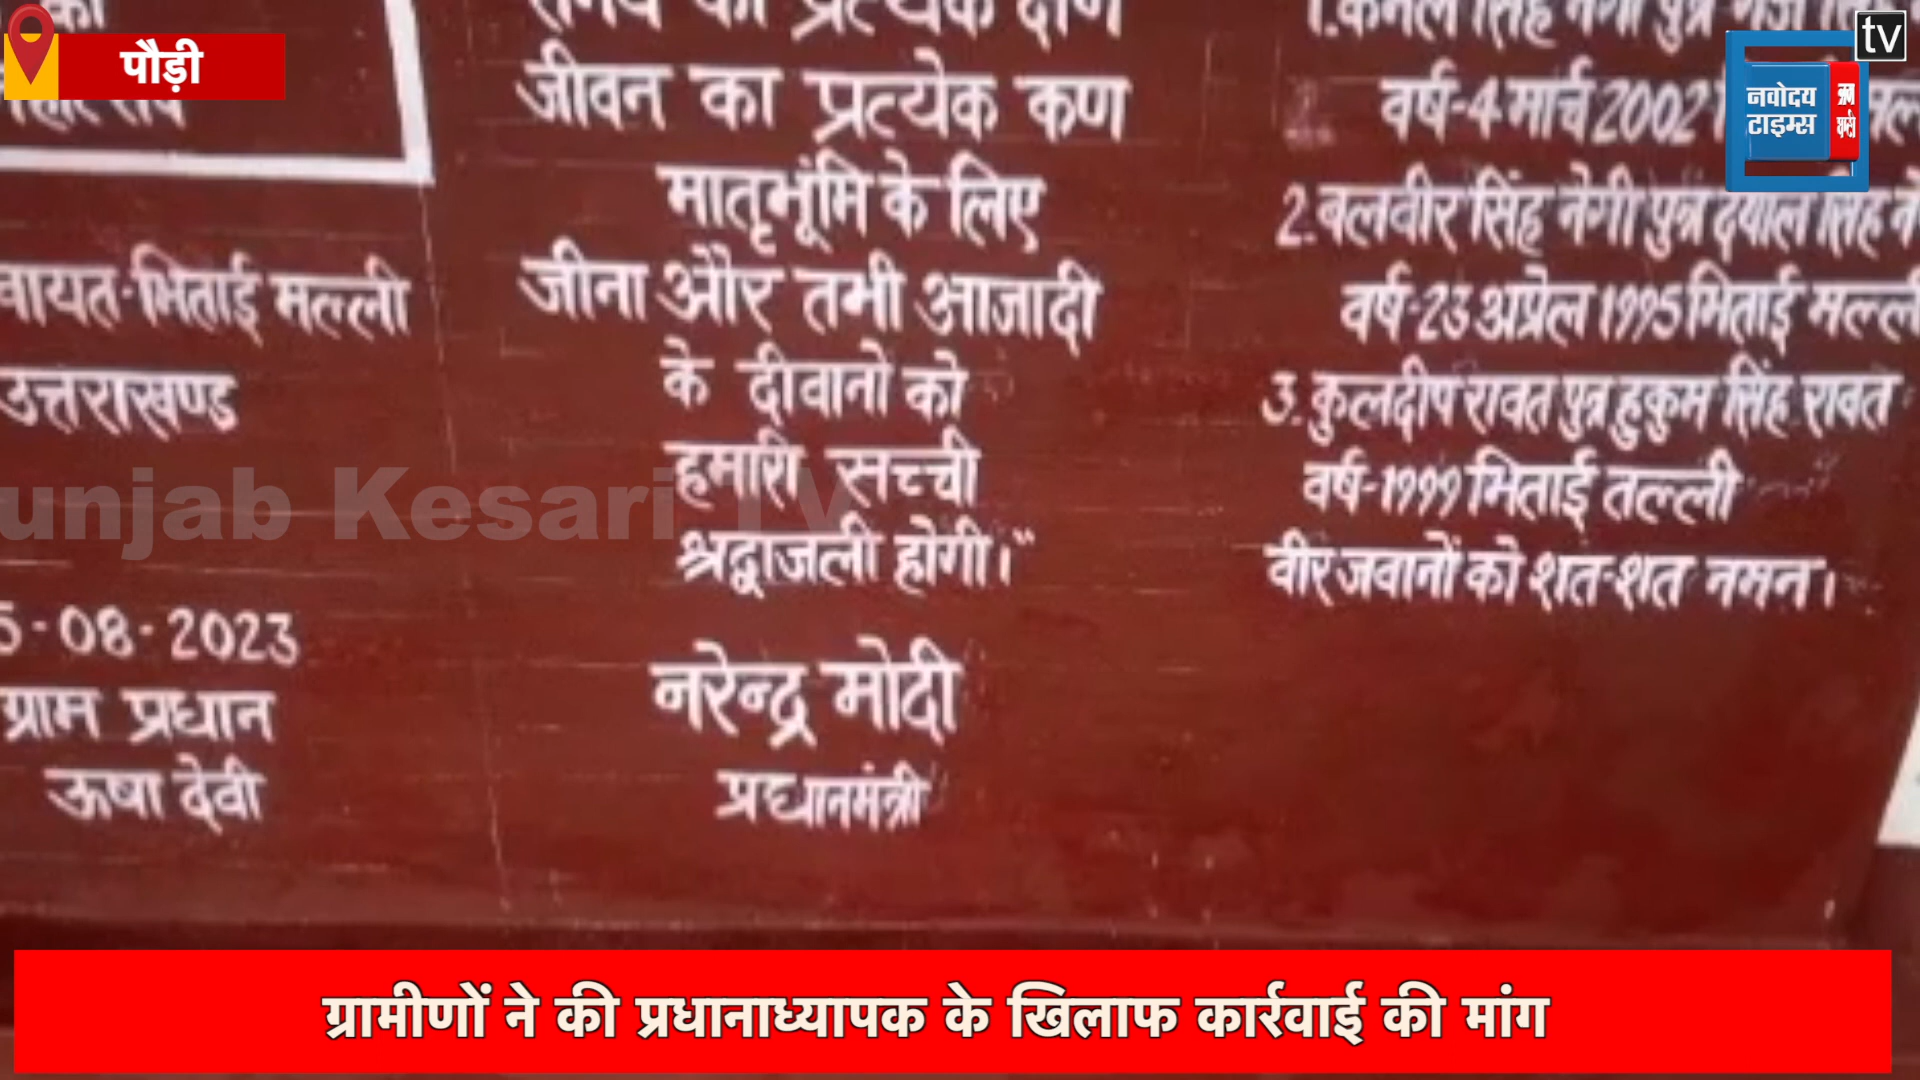 पौड़ी
tv
नवोदय
टाइम्स
जीवन का प्रत्येक कण
मातृभूंमि के लिए
जीना और तभी आजादी
के दीवानो को
हमारी सच्ची
श्रद्वाजली होगी।"
नरेन्द्र मोदी
प्रधानमंत्री
भिताई मल्ली
उत्तराखण्ड
08-2023
ग्राम प्रधान
ऊषा देवी
वर्ष-4 मार्च 2002
2. बलवीर सिंह नेगी पुत्र दयाल सिंह
वर्ष-23 अप्रेल 1995 भिताई मल्ली
3. कुलदीप रावत पुत्र हुकुम सिंह रावत
वर्ष-1999 भिताई तल्ली
वीर जवानों को शत-शत नमन।
unjab Kesari TV
ग्रामीणों ने की प्रधानाध्यापक के खिलाफ कार्रवाई की मांग